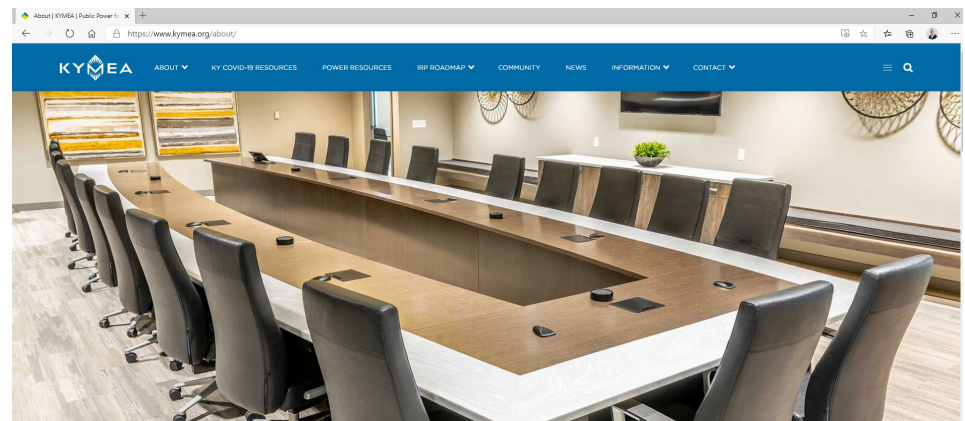 About | KYMEA | Public Power fo
https://www.kymea.org/about/
KYMEA ABOUT KY COVID-19 RESOURCES POWER RESOURCES IRP ROADMAP COMMUNITY NEWS INFORMATION CONTACT